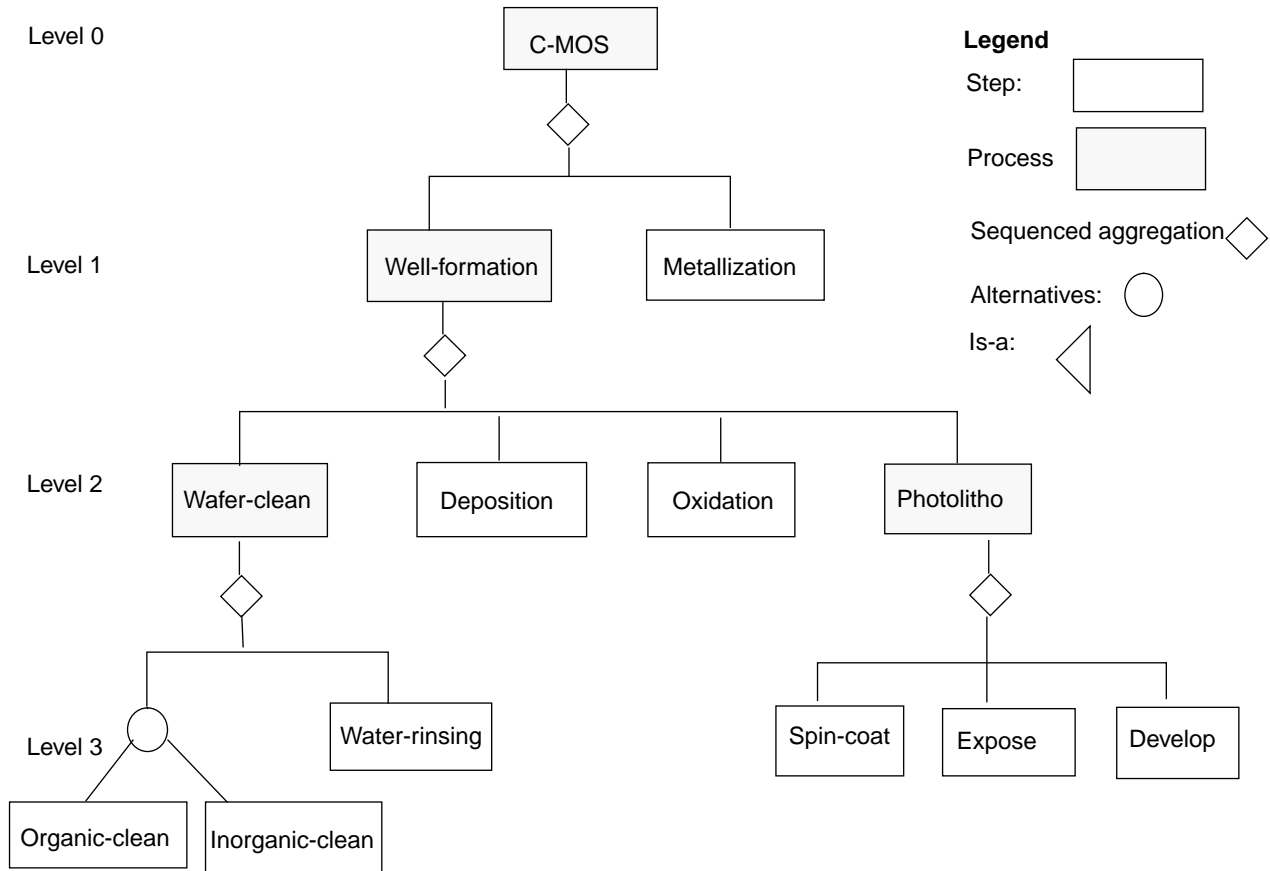 Level 0
C-MOS
Legend
Step:
Process
Sequenced aggregation
Alternatives:
Is-a:
Level 1
Well-formation
Metallization
Level 2
Wafer-clean
Deposition
Oxidation
Photolitho
Level 3
Water-rinsing
Spin-coat
Expose
Develop
Organic-clean
Inorganic-clean